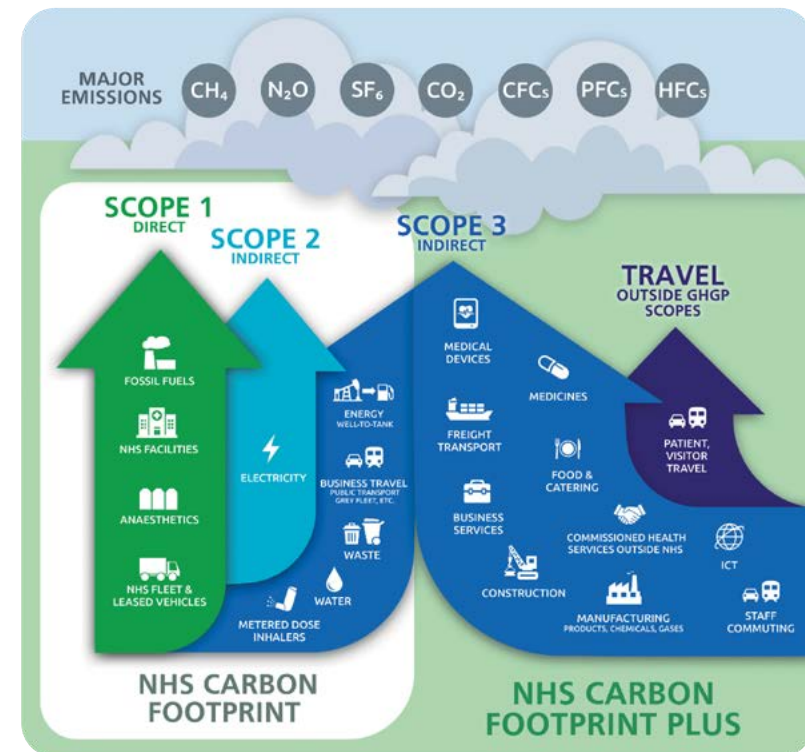 MAJOR
EMISSIONS
CH₄
N₂O
SF₆
CO₂
CFCs
PFCs
HFCs
SCOPE 1
DIRECT
SCOPE 2
INDIRECT
SCOPE 3
INDIRECT
TRAVEL
OUTSIDE GHGP
SCOPES
FOSSIL FUELS
NHS FACILITIES
ANAESTHETICS
NHS FLEET &
LEASED VEHICLES
ELECTRICITY
ENERGY
WELL-TO-TANK
BUSINESS TRAVEL
PUBLIC TRANSPORT
GREY FLEET, ETC.
WASTE
WATER
METERED DOSE
INHALERS
MEDICAL
DEVICES
MEDICINES
FREIGHT
TRANSPORT
FOOD &
CATERING
BUSINESS
SERVICES
COMMISSIONED HEALTH
SERVICES OUTSIDE NHS
CONSTRUCTION
MANUFACTURING
PRODUCTS, CHEMICALS, GASES
ICT
STAFF
COMMUTING
PATIENT,
VISITOR
TRAVEL
NHS CARBON
FOOTPRINT
NHS CARBON
FOOTPRINT PLUS